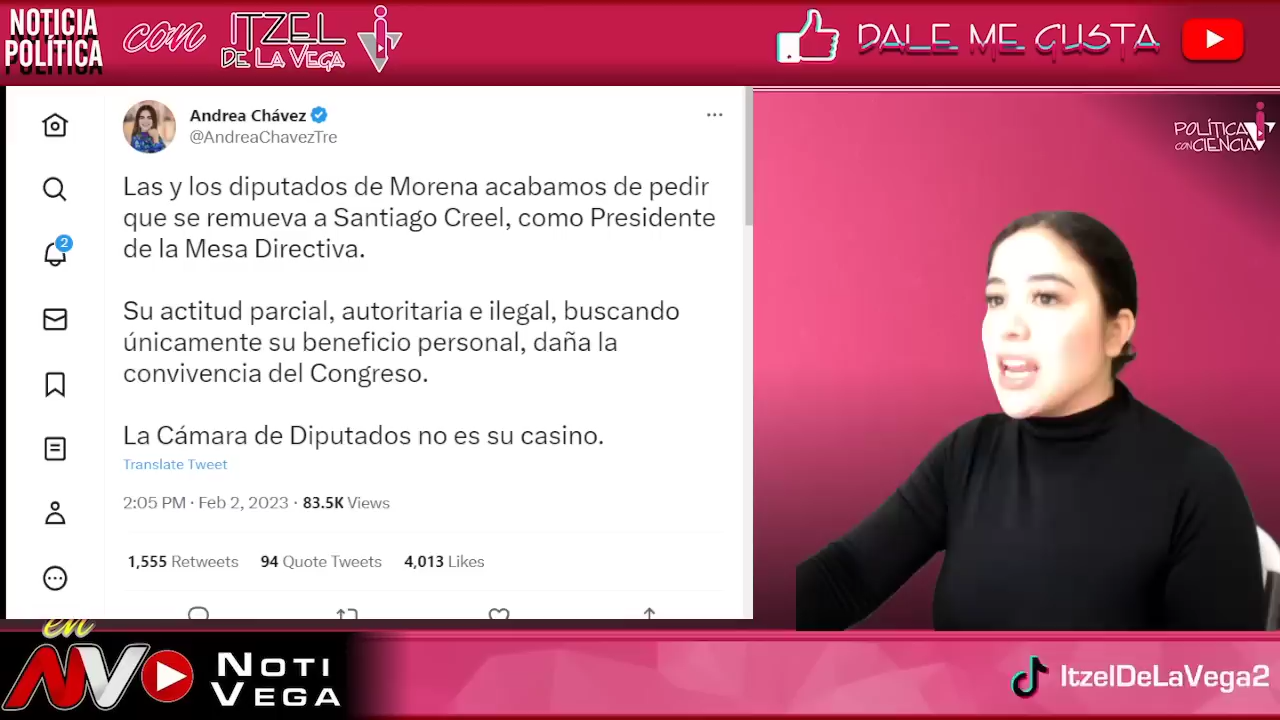 NOTICIA
POLÍTICA
con
ITZEL
DE LA VEGA
DALE ME GUSTA
Andrea Chávez
@AndreaChavezTre
Las y los diputados de Morena acabamos de pedir
que se remueva a Santiago Creel, como Presidente
de la Mesa Directiva.
Su actitud parcial, autoritaria e ilegal, buscando
únicamente su beneficio personal, daña la
convivencia del Congreso.
La Cámara de Diputados no es su casino.
Translate Tweet
2:05 PM · Feb 2, 2023 · 83.5K Views
1,555 Retweets 94 Quote Tweets 4,013 Likes
2
POLÍTICA
CON CIENCIA
en
NV
NOTI
VEGA
ItzelDeLaVega2